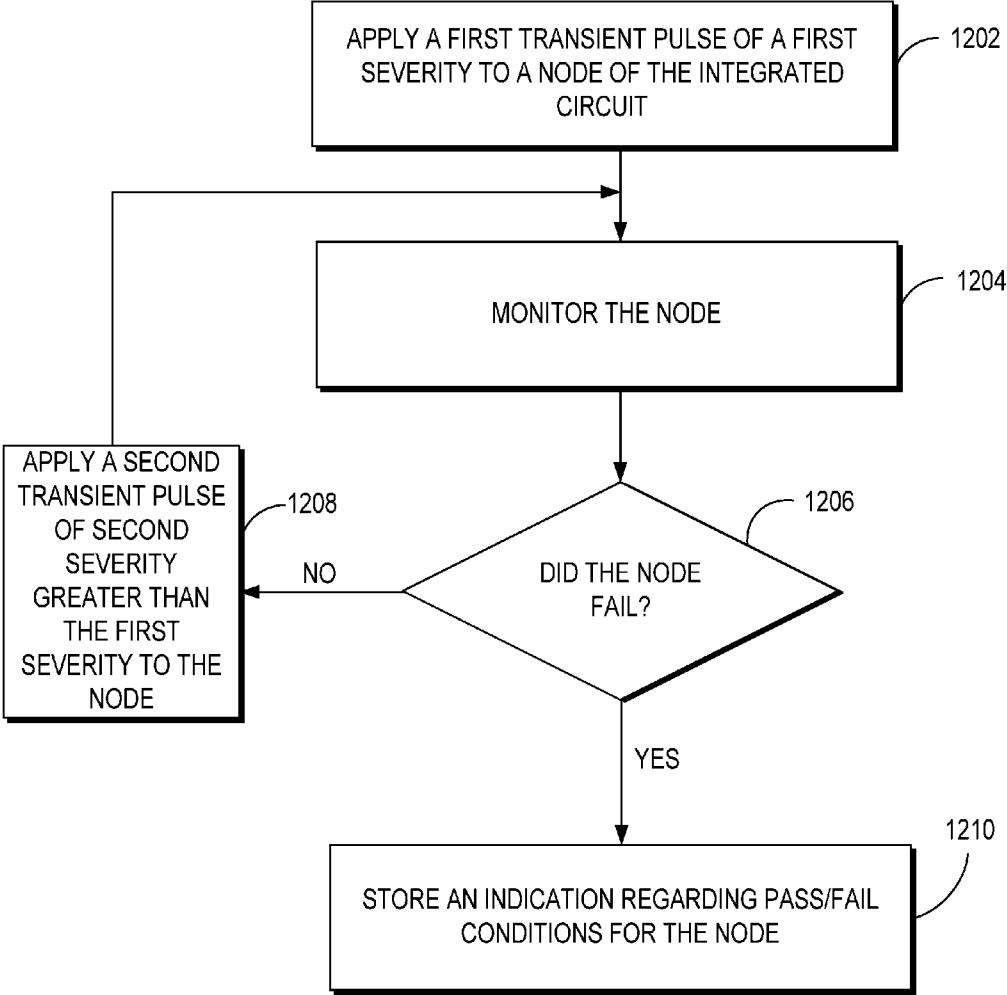 APPLY A FIRST TRANSIENT PULSE OF A FIRST
SEVERITY TO A NODE OF THE INTEGRATED
CIRCUIT
1202
MONITOR THE NODE
1204
DID THE NODE
FAIL?
1206
NO
APPLY A SECOND
TRANSIENT PULSE
OF SECOND
SEVERITY
GREATER THAN
THE FIRST
SEVERITY TO THE
NODE
1208
YES
STORE AN INDICATION REGARDING PASS/FAIL
CONDITIONS FOR THE NODE
1210